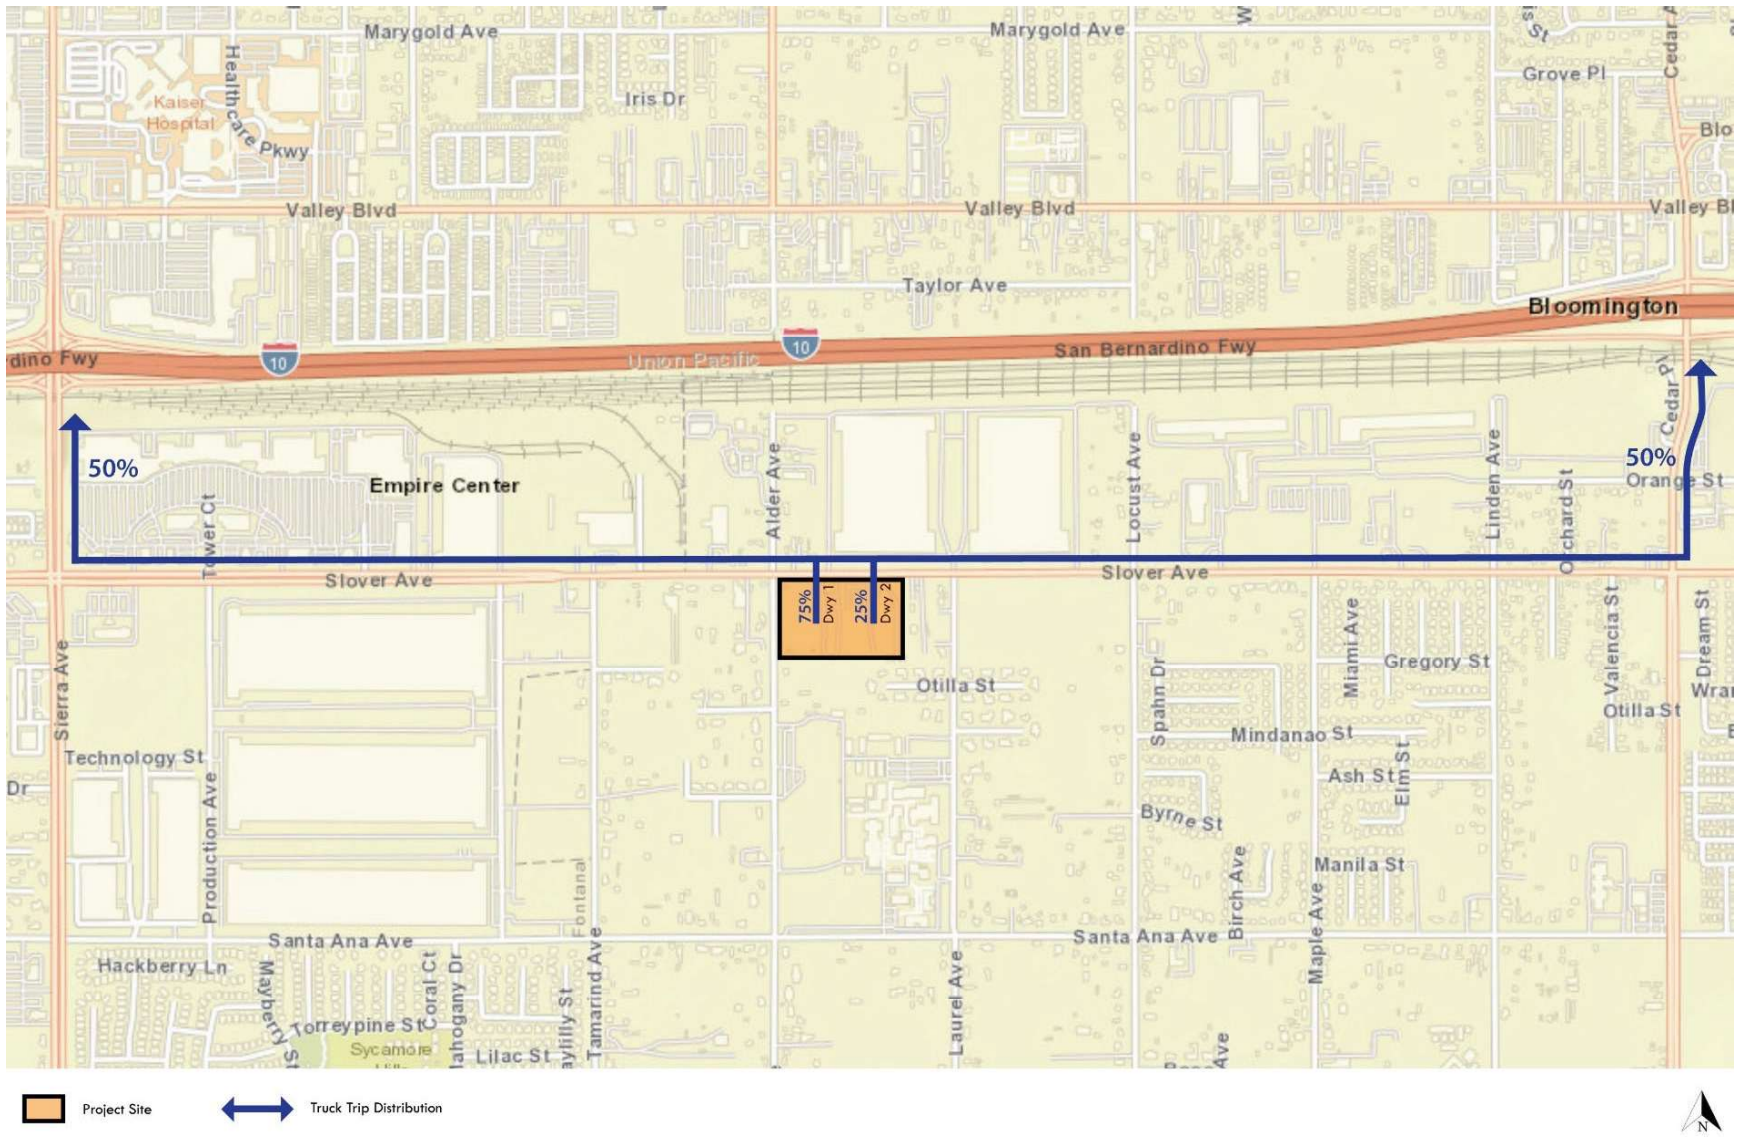 Marygold Ave
Marygold Ave
St
Cedar A
Grove Pl
Healthcare Pkwy
Iris Dr
Kaiser
Hospital
Blo
Valley Blvd
Valley Blvd
Valley Bl
Taylor Ave
Bloomington
10
10
San Bernardino Fwy
dino Fwy
Union Pacific
Cedar Pl
50%
50%
Empire Center
Tower Ct
Alder Ave
Locust Ave
Linden Ave
Orchard St
Orange St
Slover Ave
Slover Ave
75%
Dwy 1
25%
Dwy 2
Sierra Ave
Otilla St
Spahn Dr
Miami Ave
Gregory St
Valencia St
Dream St
Wra
Otilla St
Mindanao St
Technology St
Dr
Production Ave
Ash St
Elm St
Byrne St
Manila St
Birch Ave
Maple Ave
Fontana
Santa Ana Ave
Santa Ana Ave
Hackberry Ln
Mayberry St
Coral Ct
Mahogany Dr
Tamarind Ave
Laurel Ave
Torreypine St
aylilly St
Sycamore
Hills
Lilac St
Ave
Project Site
Truck Trip Distribution
N